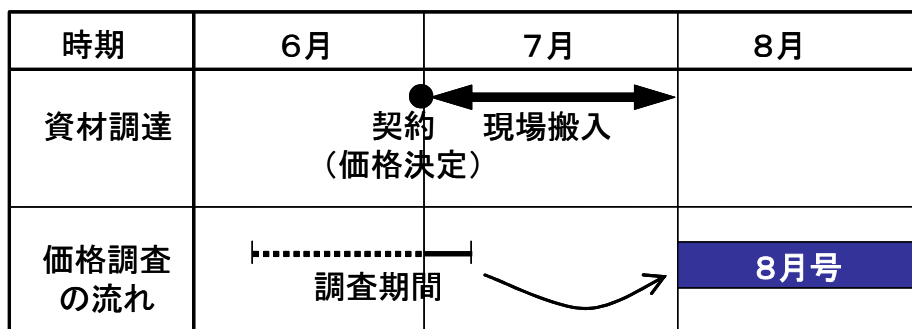 時期
6月
7月
8月
資材調達
契約
(価格決定)
現場搬入
価格調査
の流れ
調査期間
8月号